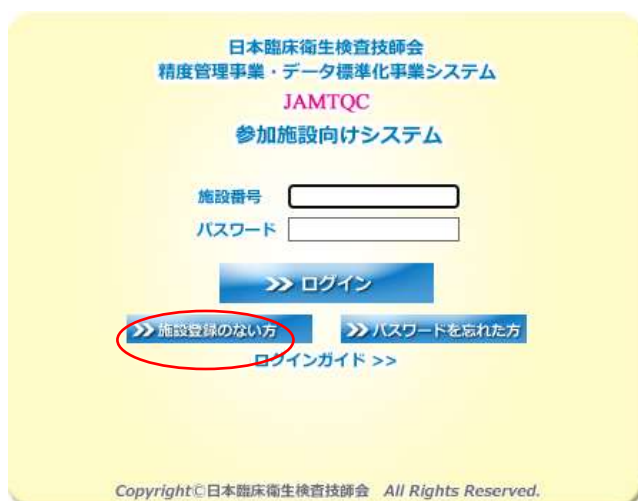 日本臨床衛生検査技師会
精度管理事業・データ標準化事業システム
JAMTQC
参加施設向けシステム
施設番号
パスワード
>> ログイン
>> 施設登録のない方
>> パスワードを忘れた方
ログインガイド >>
Copyright©日本臨床衛生検査技師会 All Rights Reserved.